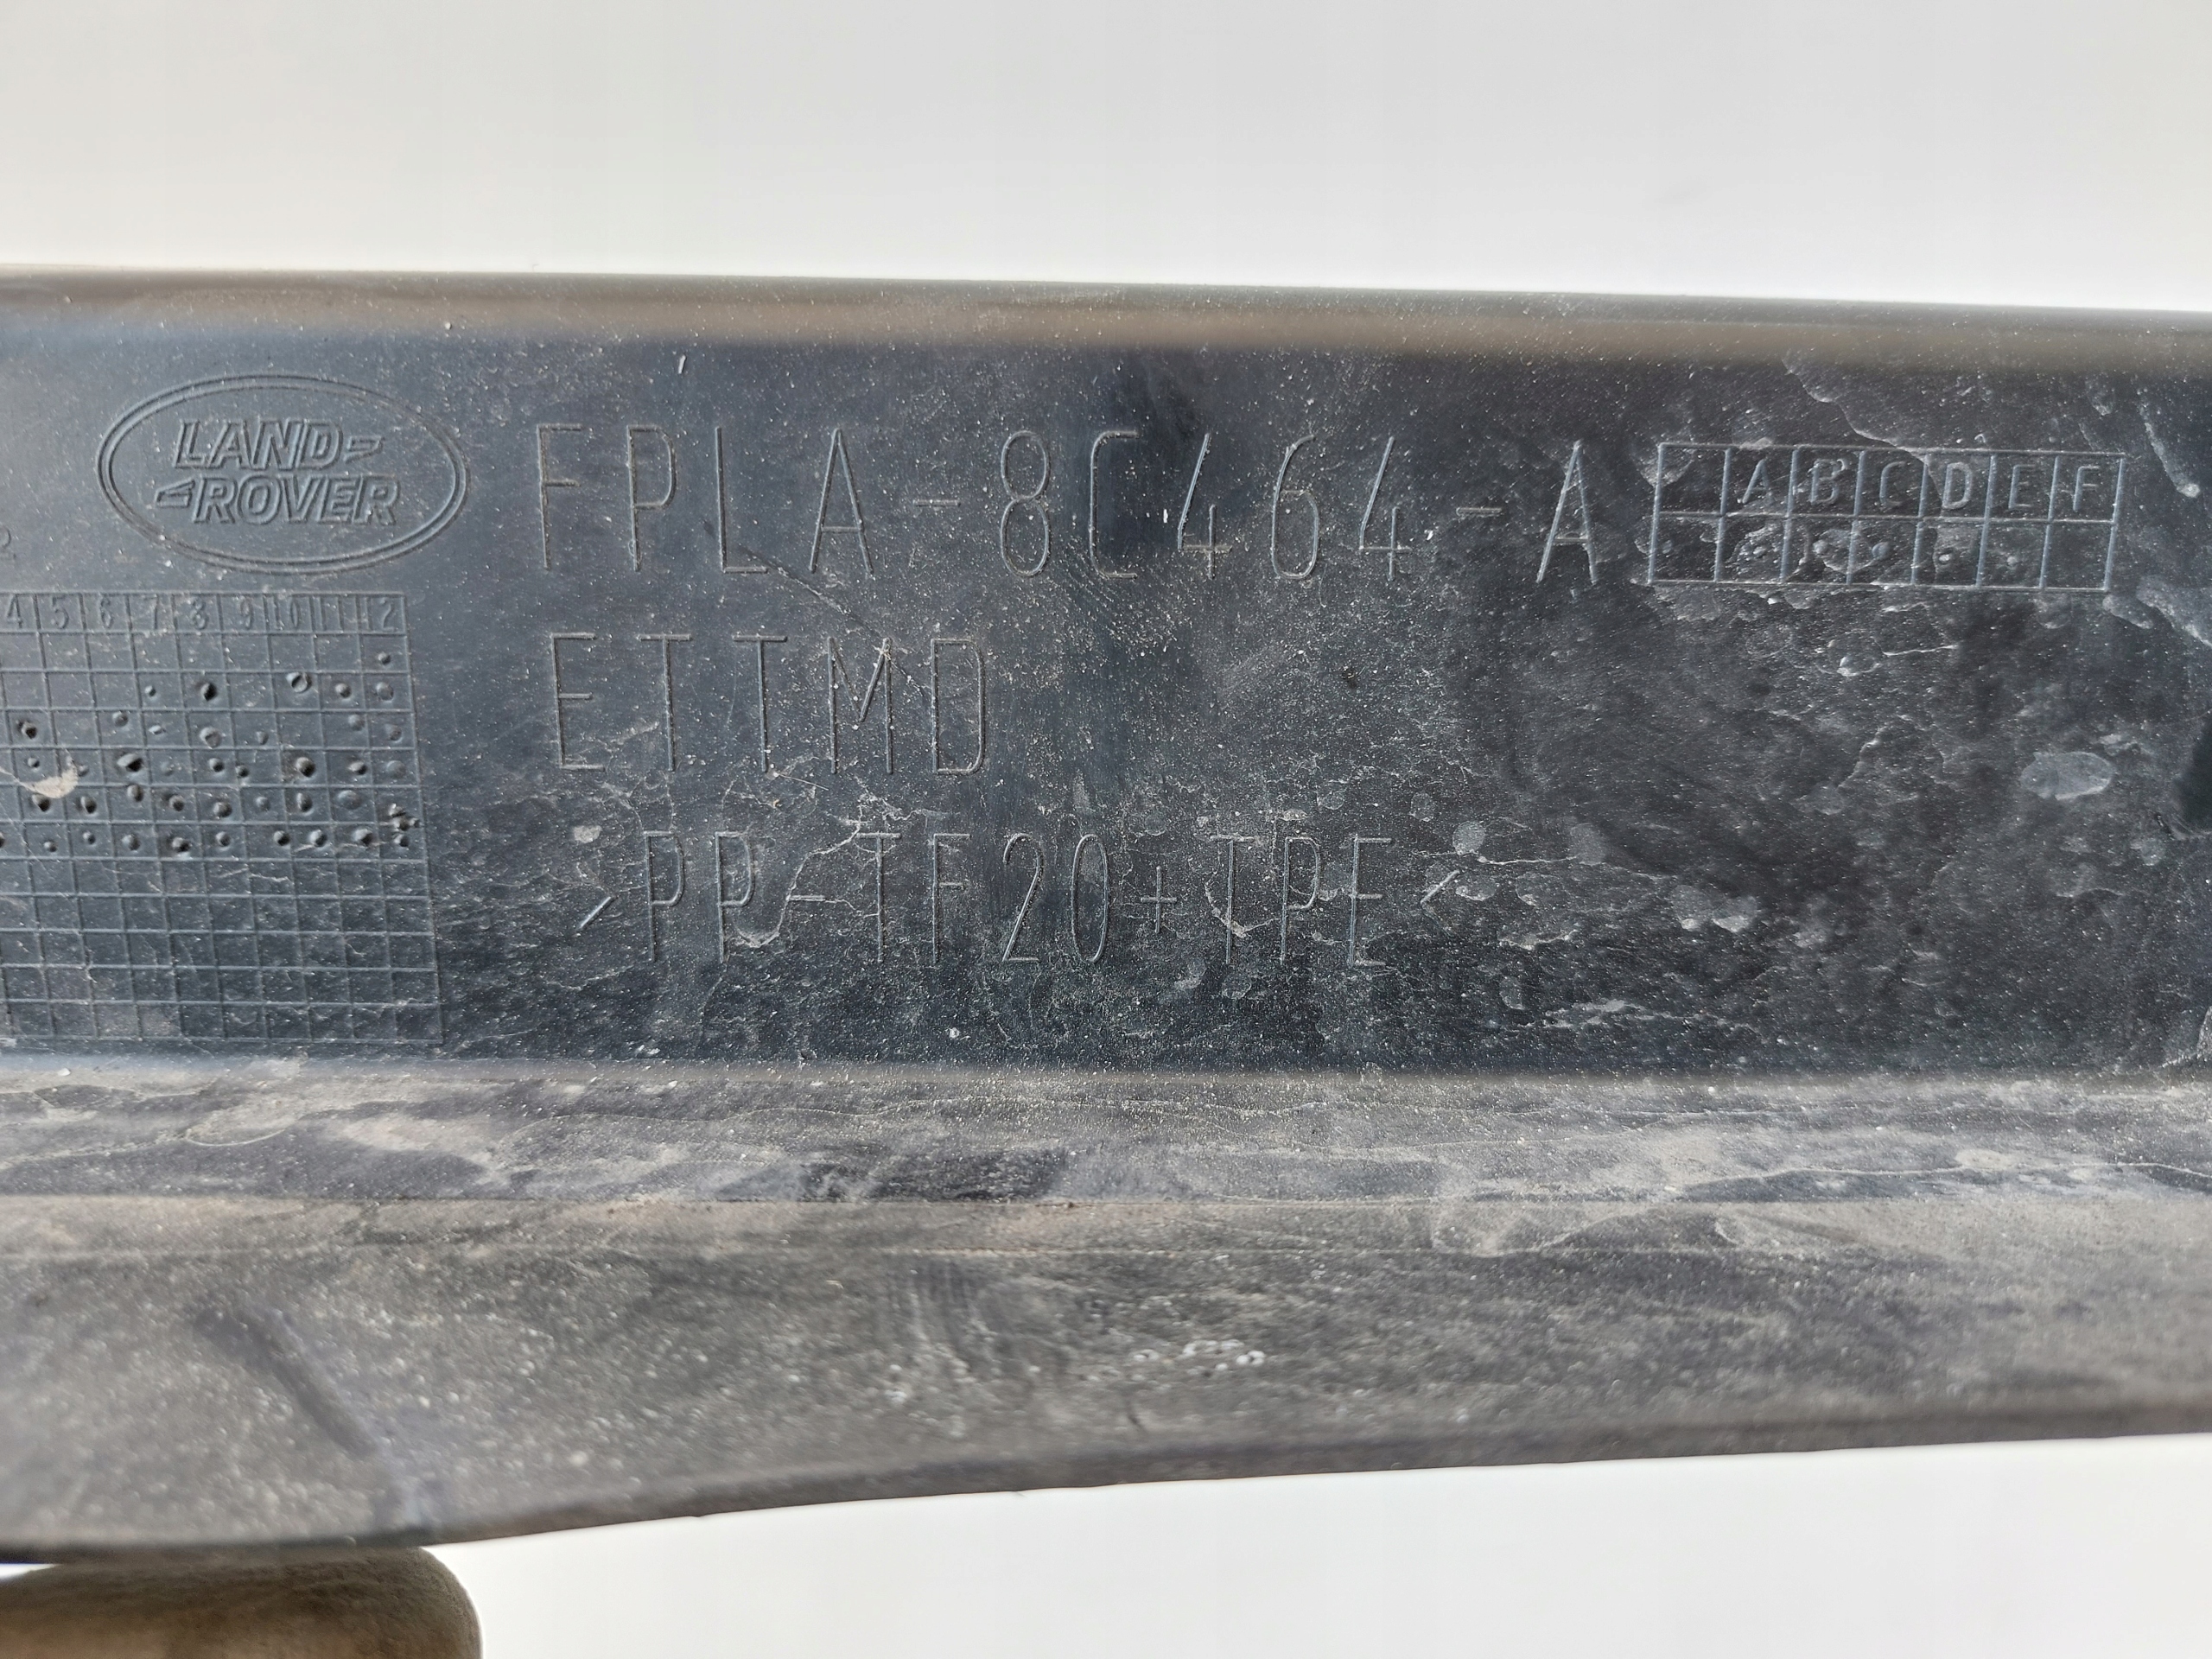 LAND
ROVER
FPLA-8C464-A
A B C D E F
4 5 6 7 8 9 10 11 12
ETTMD
>PP-TF20+TPE<